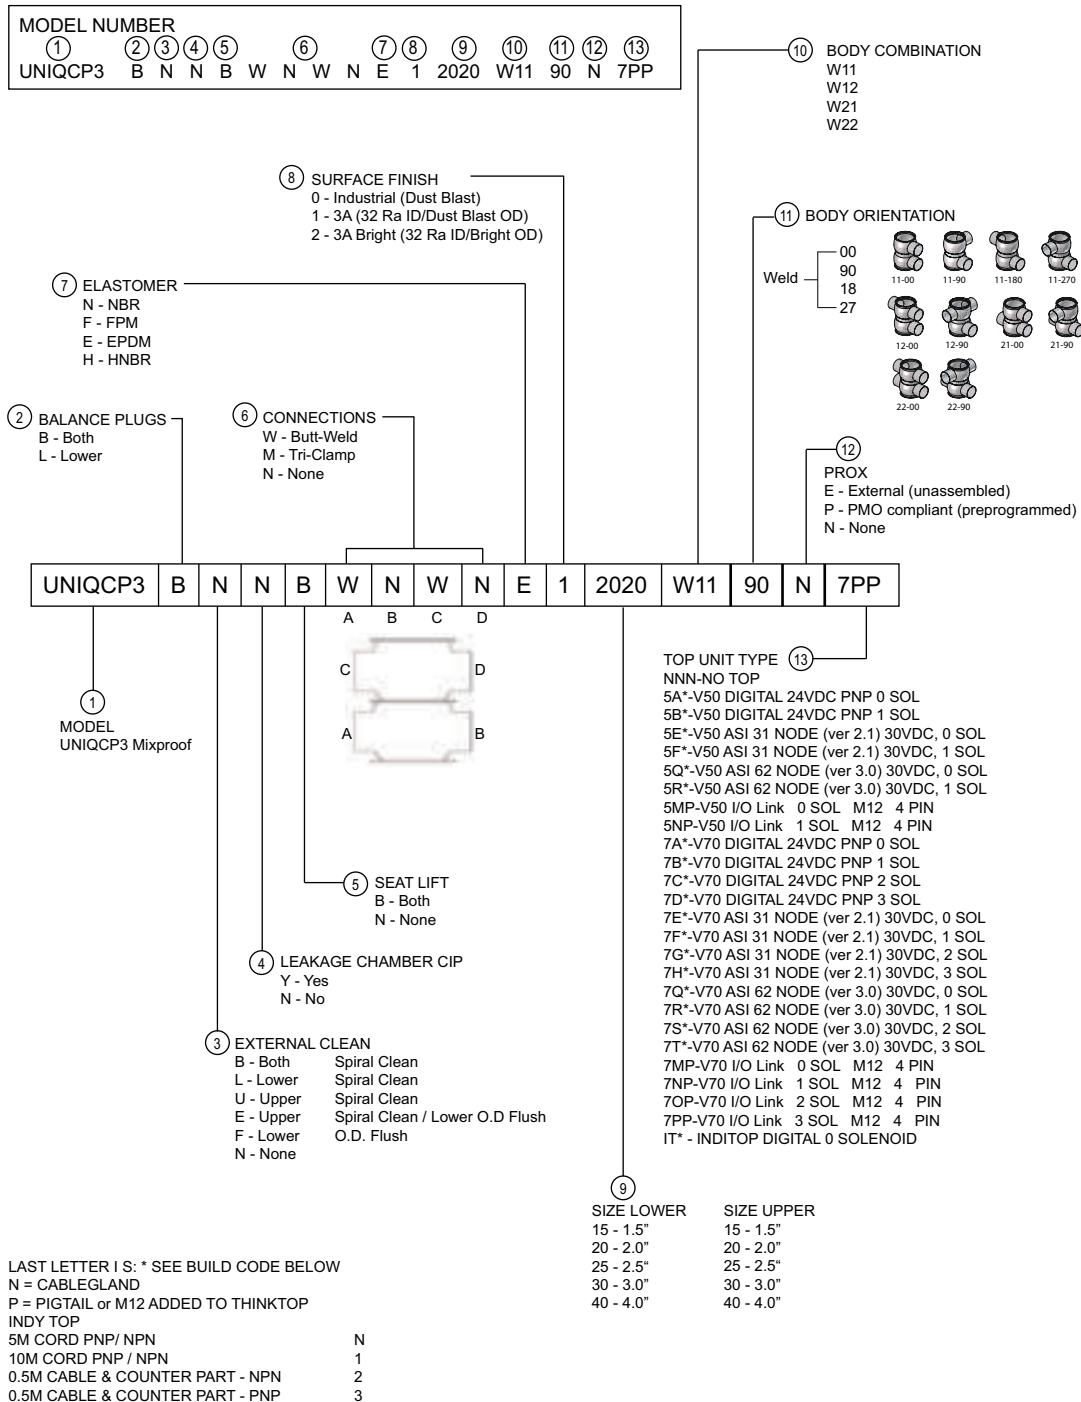 MODEL NUMBER
1 2 3 4 5 6 7 8 9 10 11 12 13
UNIQCP3 B N N B W N W N E 1 2020 W11 90 N 7PP
10 BODY COMBINATION
W11
W12
W21
W22
8 SURFACE FINISH
0 - Industrial (Dust Blast)
1 - 3A (32 Ra ID/Dust Blast OD)
2 - 3A Bright (32 Ra ID/Bright OD)
11 BODY ORIENTATION
Weld
00
90
18
27
11-00 11-90 11-180 11-270
12-00 12-90 21-00 21-90
22-00 22-90
7 ELASTOMER
N - NBR
F - FPM
E - EPDM
H - HNBR
2 BALANCE PLUGS
B - Both
L - Lower
6 CONNECTIONS
W - Butt-Weld
M - Tri-Clamp
N - None
12
PROX
E - External (unassembled)
P - PMO compliant (preprogrammed)
N - None
UNIQCP3 B N N B W N W N E 1 2020 W11 90 N 7PP
A B C D
C D
A B
1
MODEL
UNIQCP3 Mixproof
TOP UNIT TYPE 13
NNN-NO TOP
5A*-V50 DIGITAL 24VDC PNP 0 SOL
5B*-V50 DIGITAL 24VDC PNP 1 SOL
5E*-V50 ASI 31 NODE (ver 2.1) 30VDC, 0 SOL
5F*-V50 ASI 31 NODE (ver 2.1) 30VDC, 1 SOL
5Q*-V50 ASI 62 NODE (ver 3.0) 30VDC, 0 SOL
5R*-V50 ASI 62 NODE (ver 3.0) 30VDC, 1 SOL
5MP-V50 I/O Link 0 SOL M12 4 PIN
5NP-V50 I/O Link 1 SOL M12 4 PIN
7A*-V70 DIGITAL 24VDC PNP 0 SOL
7B*-V70 DIGITAL 24VDC PNP 1 SOL
7C*-V70 DIGITAL 24VDC PNP 2 SOL
7D*-V70 DIGITAL 24VDC PNP 3 SOL
7E*-V70 ASI 31 NODE (ver 2.1) 30VDC, 0 SOL
7F*-V70 ASI 31 NODE (ver 2.1) 30VDC, 1 SOL
7G*-V70 ASI 31 NODE (ver 2.1) 30VDC, 2 SOL
7H*-V70 ASI 31 NODE (ver 2.1) 30VDC, 3 SOL
7Q*-V70 ASI 62 NODE (ver 3.0) 30VDC, 0 SOL
7R*-V70 ASI 62 NODE (ver 3.0) 30VDC, 1 SOL
7S*-V70 ASI 62 NODE (ver 3.0) 30VDC, 2 SOL
7T*-V70 ASI 62 NODE (ver 3.0) 30VDC, 3 SOL
7MP-V70 I/O Link 0 SOL M12 4 PIN
7NP-V70 I/O Link 1 SOL M12 4 PIN
7OP-V70 I/O Link 2 SOL M12 4 PIN
7PP-V70 I/O Link 3 SOL M12 4 PIN
IT* - INDITOP DIGITAL 0 SOLENOID
5 SEAT LIFT
B - Both
N - None
4 LEAKAGE CHAMBER CIP
Y - Yes
N - No
3 EXTERNAL CLEAN
B - Both Spiral Clean
L - Lower Spiral Clean
U - Upper Spiral Clean
E - Upper Spiral Clean / Lower O.D Flush
F - Lower O.D. Flush
N - None
9
SIZE LOWER SIZE UPPER
15 - 1.5” 15 - 1.5”
20 - 2.0” 20 - 2.0”
25 - 2.5“ 25 - 2.5“
30 - 3.0” 30 - 3.0”
40 - 4.0” 40 - 4.0”
LAST LETTER I S: * SEE BUILD CODE BELOW
N = CABLEGLAND
P = PIGTAIL or M12 ADDED TO THINKTOP
INDY TOP
5M CORD PNP/ NPN N
10M CORD PNP / NPN 1
0.5M CABLE & COUNTER PART - NPN 2
0.5M CABLE & COUNTER PART - PNP 3